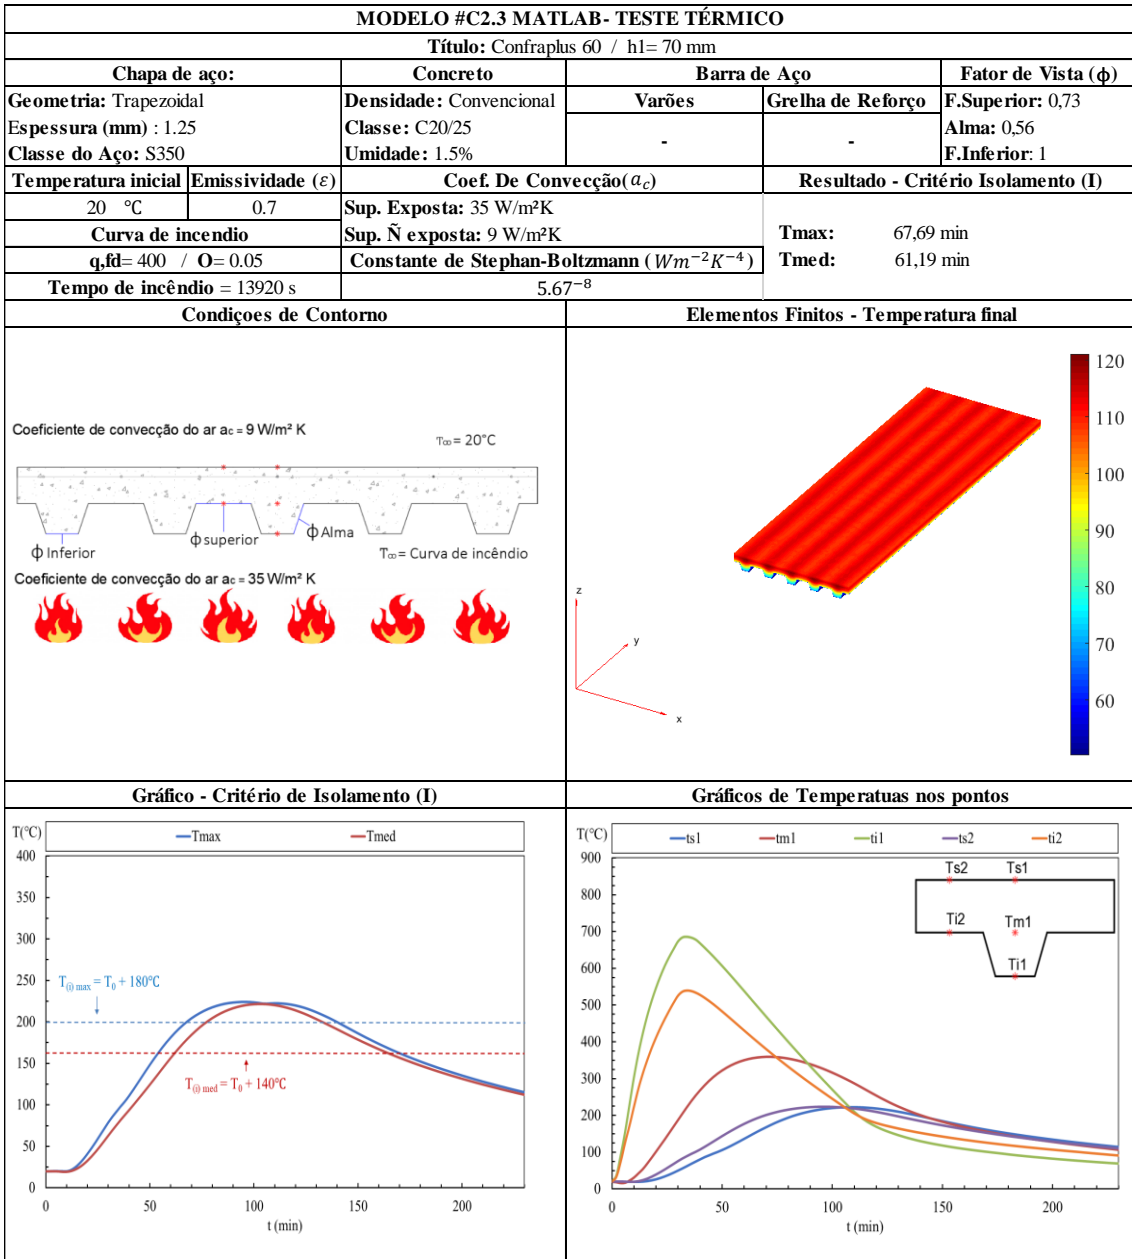 MODELO #C2.3 MATLAB- TESTE TÉRMICO
Título: Confraplus 60 / h1= 70 mm
Chapa de aço:
Concreto
Barra de Aço
Fator de Vista (ϕ)
Geometria: Trapezoidal
Espessura (mm) : 1.25
Classe do Aço: S350
Densidade: Convencional
Classe: C20/25
Umidade: 1.5%
Varões
Grelha de Reforço
-
-
F.Superior: 0,73
Alma: 0,56
F.Inferior: 1
Temperatura inicial
Emissividade (ε)
Coef. De Convecção(a_c)
Resultado - Critério Isolamento (I)
20 °C
0.7
Sup. Exposta: 35 W/m²K
Curva de incendio
Sup. Ñ exposta: 9 W/m²K
Tmax: 67,69 min
q,fd= 400 / O= 0.05
Constante de Stephan-Boltzmann (Wm⁻²K⁻⁴)
Tmed: 61,19 min
Tempo de incêndio = 13920 s
5.67⁻⁸
Condiçoes de Contorno
Elementos Finitos - Temperatura final
Coeficiente de convecção do ar ac = 9 W/m² K
T∞ = 20°C
ϕ Inferior
ϕ superior
ϕ Alma
T∞ = Curva de incêndio
Coeficiente de convecção do ar ac = 35 W/m² K
120
110
100
90
80
70
60
z
y
x
Gráfico - Critério de Isolamento (I)
Gráficos de Temperatuas nos pontos
T(°C)
Tmax
Tmed
400
350
300
250
200
150
100
50
0
T(i) max = T0 + 180°C
T(i) med = T0 + 140°C
0
50
100
150
200
t (min)
T(°C)
ts1
tm1
ti1
ts2
ti2
900
800
700
600
500
400
300
200
100
0
Ts2
Ts1
Ti2
Tm1
Ti1
0
50
100
150
200
t (min)